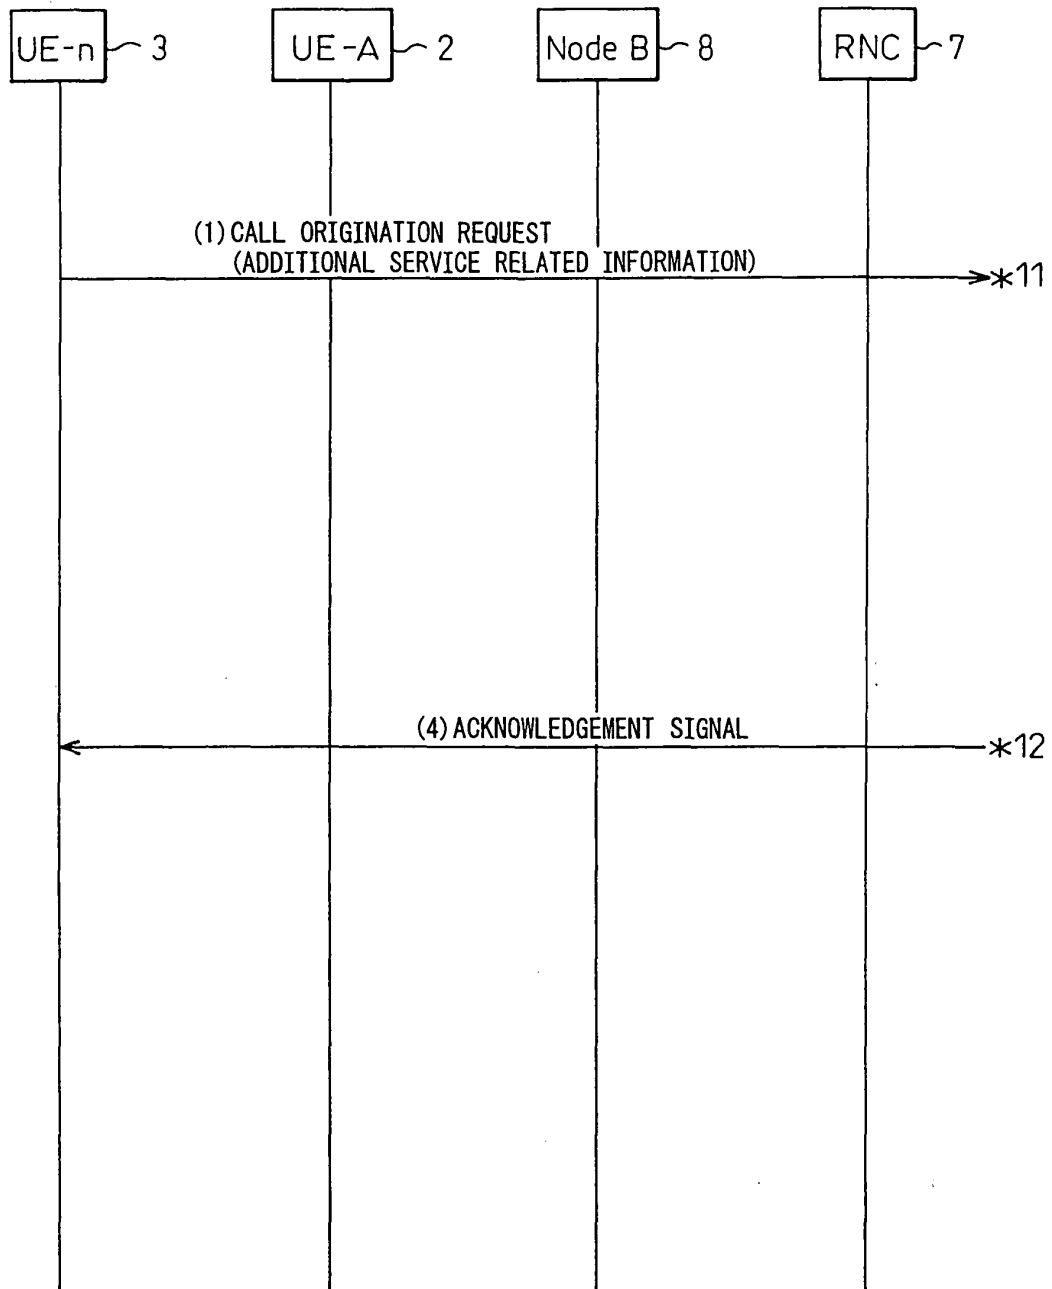 UE-n 3 UE-A 2 Node B 8 RNC 7
(1) CALL ORIGINATION REQUEST
(ADDITIONAL SERVICE RELATED INFORMATION)
*11
(4) ACKNOWLEDGEMENT SIGNAL
*12